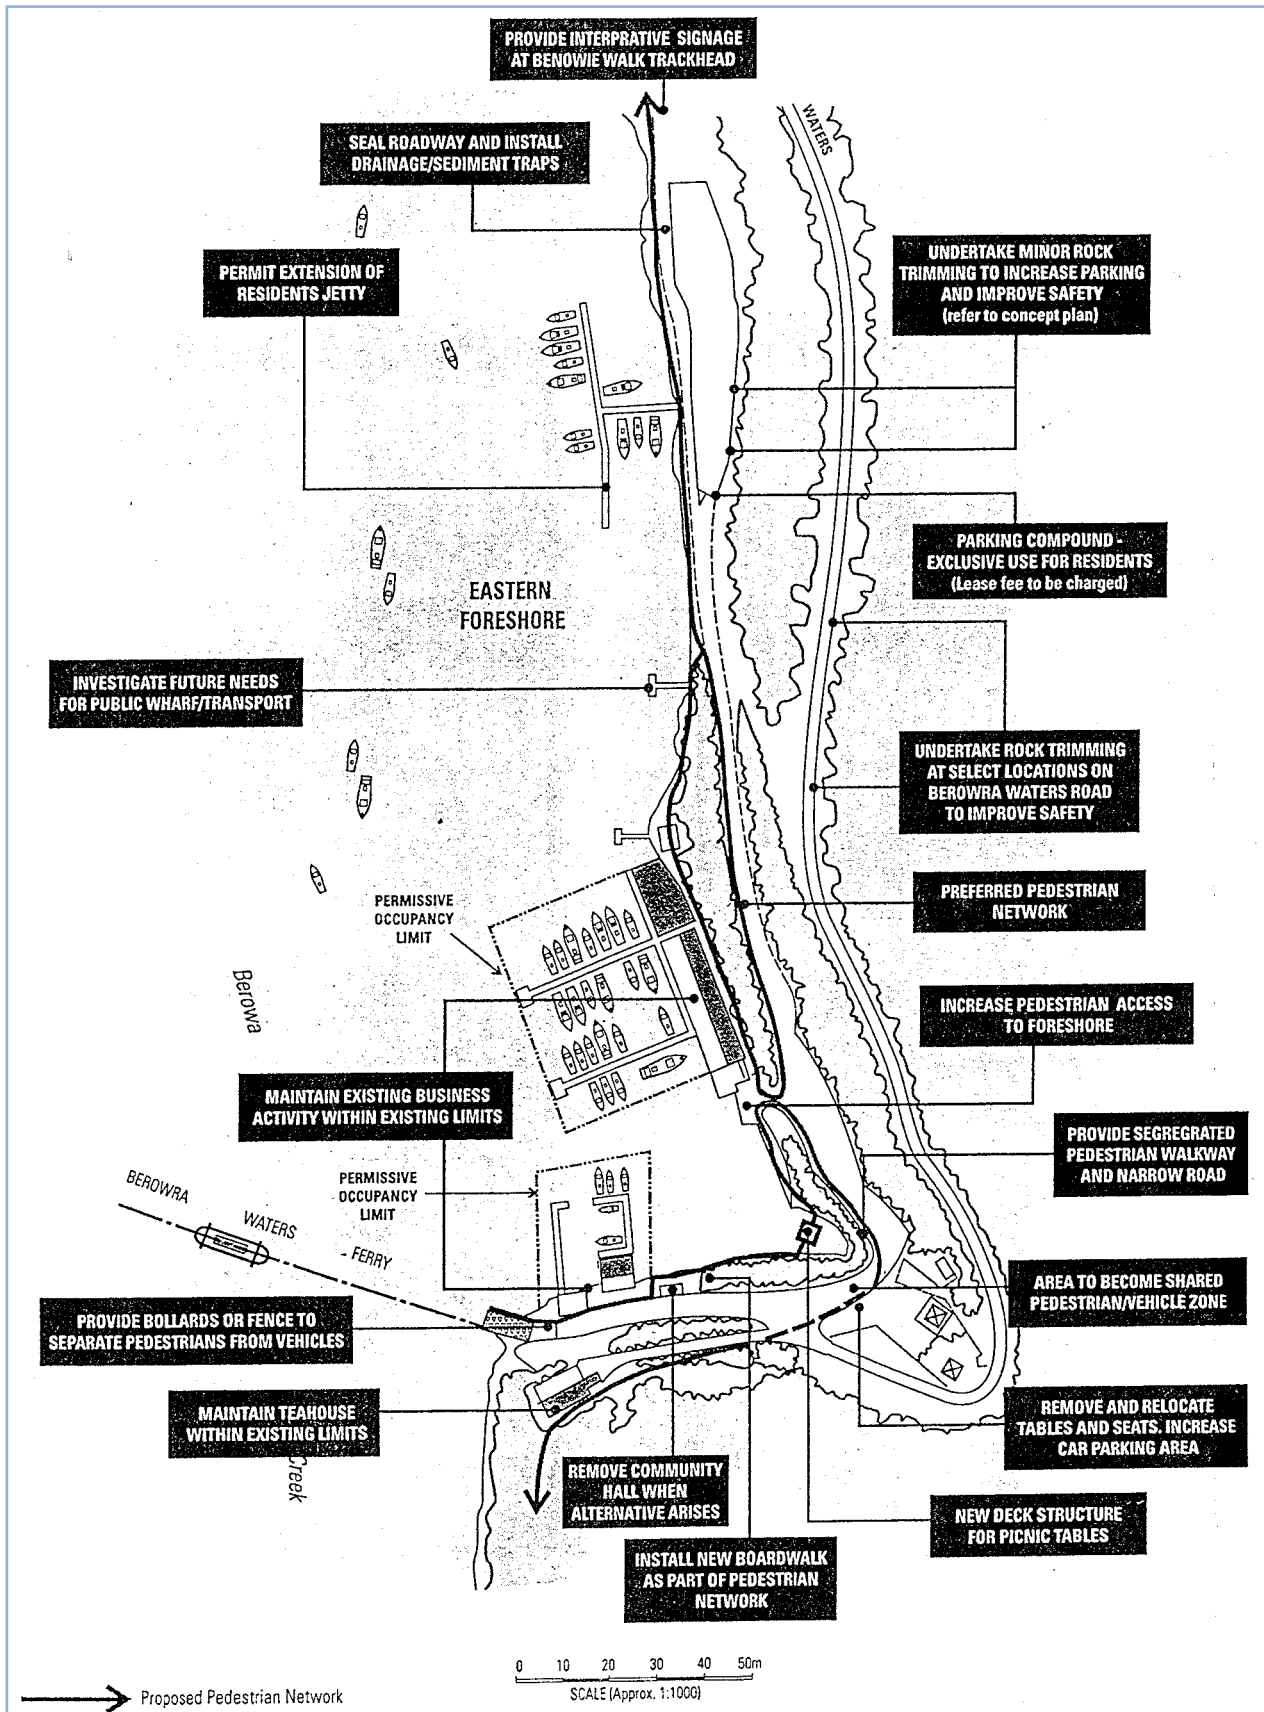 PROVIDE INTERPRATIVE SIGNAGE
AT BENOWIE WALK TRACKHEAD
SEAL ROADWAY AND INSTALL
DRAINAGE/SEDIMENT TRAPS
WATERS
PERMIT EXTENSION OF
RESIDENTS JETTY
UNDERTAKE MINOR ROCK
TRIMMING TO INCREASE PARKING
AND IMPROVE SAFETY
(refer to concept plan)
PARKING COMPOUND -
EXCLUSIVE USE FOR RESIDENTS
(Lease fee to be charged)
EASTERN
FORESHORE
INVESTIGATE FUTURE NEEDS
FOR PUBLIC WHARF/TRANSPORT
UNDERTAKE ROCK TRIMMING
AT SELECT LOCATIONS ON
BEROWRA WATERS ROAD
TO IMPROVE SAFETY
PREFERRED PEDESTRIAN
NETWORK
PERMISSIVE
OCCUPANCY
LIMIT
Berowa
INCREASE PEDESTRIAN ACCESS
TO FORESHORE
MAINTAIN EXISTING BUSINESS
ACTIVITY WITHIN EXISTING LIMITS
PROVIDE SEGREGRATED
PEDESTRIAN WALKWAY
AND NARROW ROAD
PERMISSIVE
OCCUPANCY
LIMIT
BEROWRA
WATERS
- FERRY
AREA TO BECOME SHARED
PEDESTRIAN/VEHICLE ZONE
PROVIDE BOLLARDS OR FENCE TO
SEPARATE PEDESTRIANS FROM VEHICLES
MAINTAIN TEAHOUSE
WITHIN EXISTING LIMITS
REMOVE AND RELOCATE
TABLES AND SEATS. INCREASE
CAR PARKING AREA
Creek
REMOVE COMMUNITY
HALL WHEN
ALTERNATIVE ARISES
NEW DECK STRUCTURE
FOR PICNIC TABLES
INSTALL NEW BOARDWALK
AS PART OF PEDESTRIAN
NETWORK
0 10 20 30 40 50m
SCALE (Approx. 1:1000)
Proposed Pedestrian Network